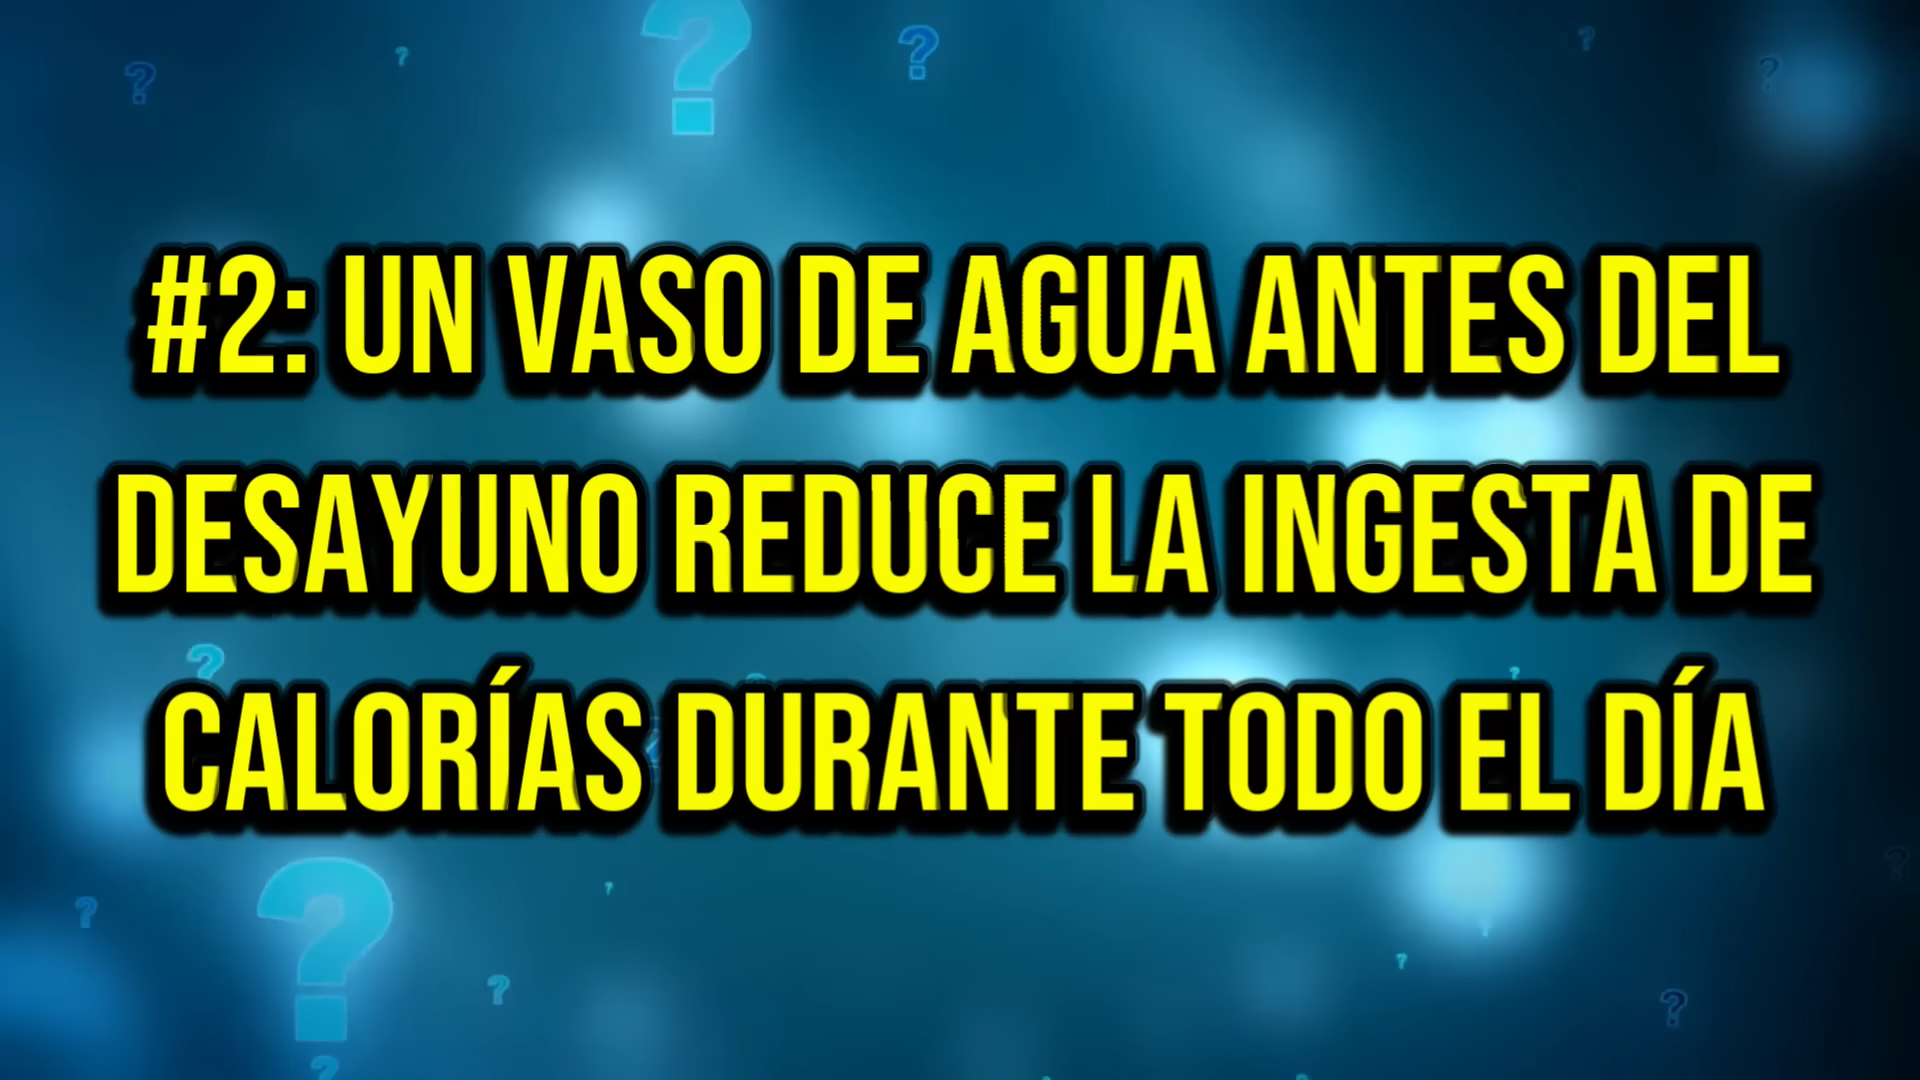 #2: UN VASO DE AGUA ANTES DEL
DESAYUNO REDUCE LA INGESTA DE
CALORÍAS DURANTE TODO EL DÍA